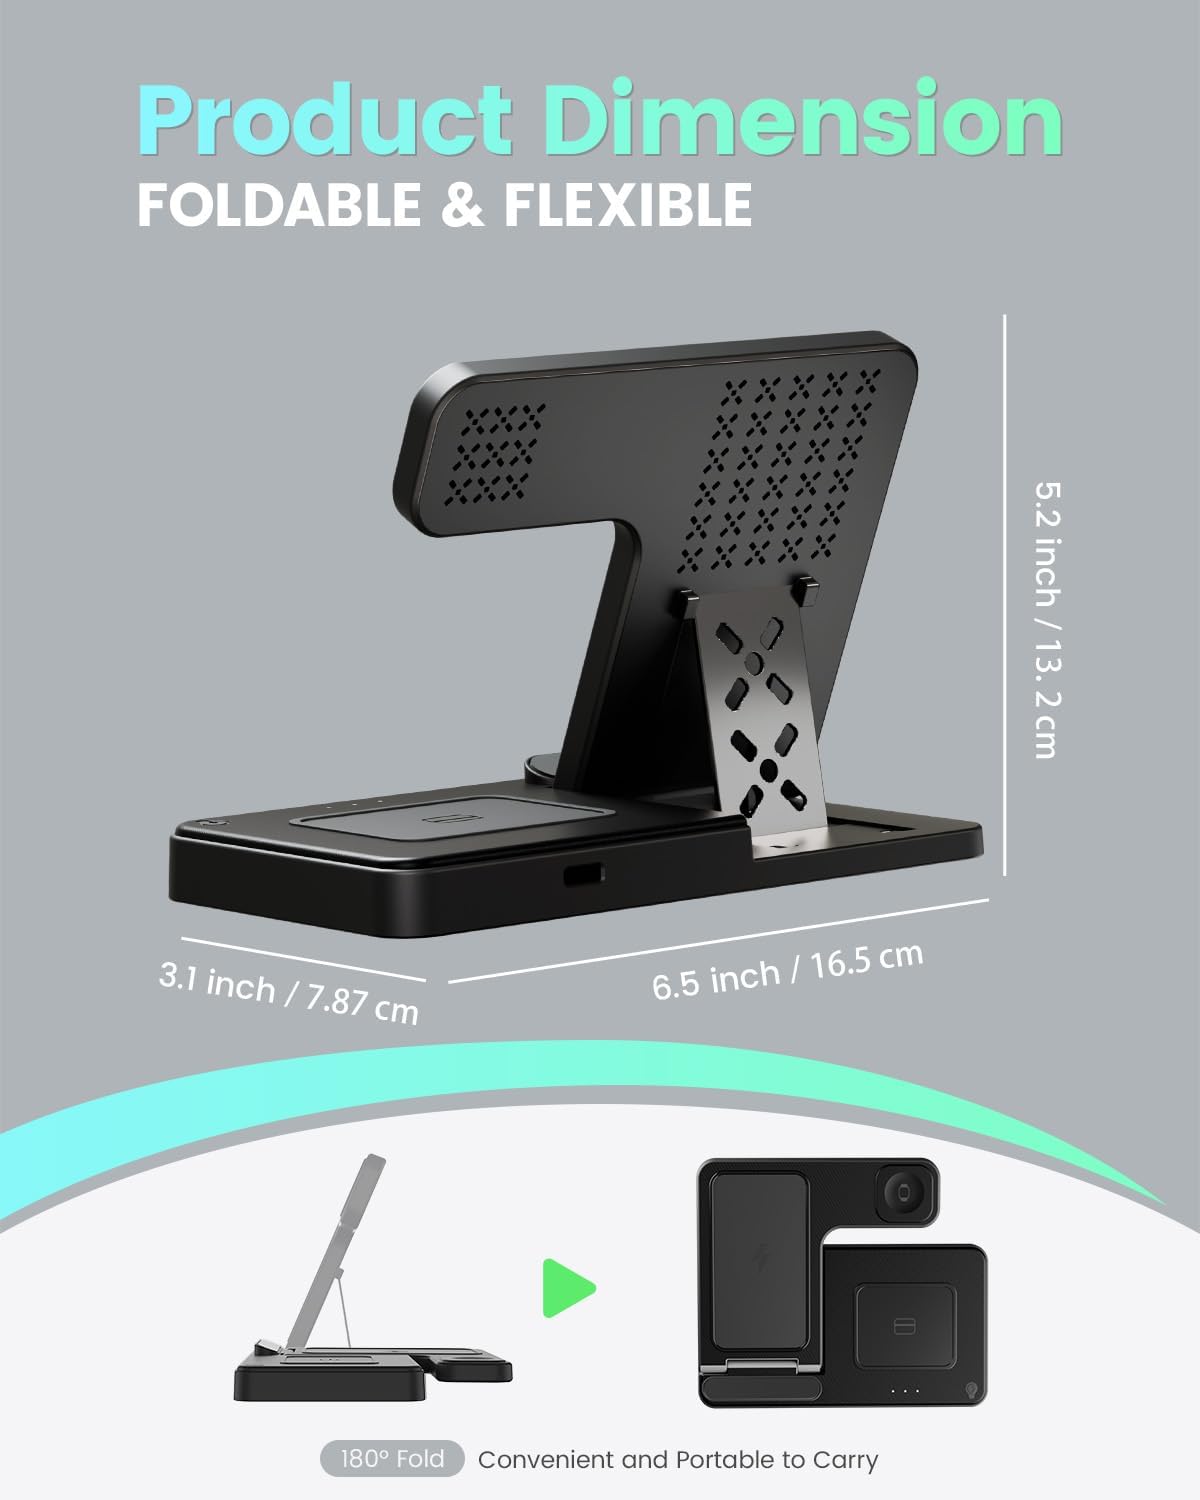 Product Dimension
FOLDABLE & FLEXIBLE
5.2 inch / 13. 2 cm
3.1 inch / 7.87 cm
6.5 inch / 16.5 cm
180° Fold
Convenient and Portable to Carry